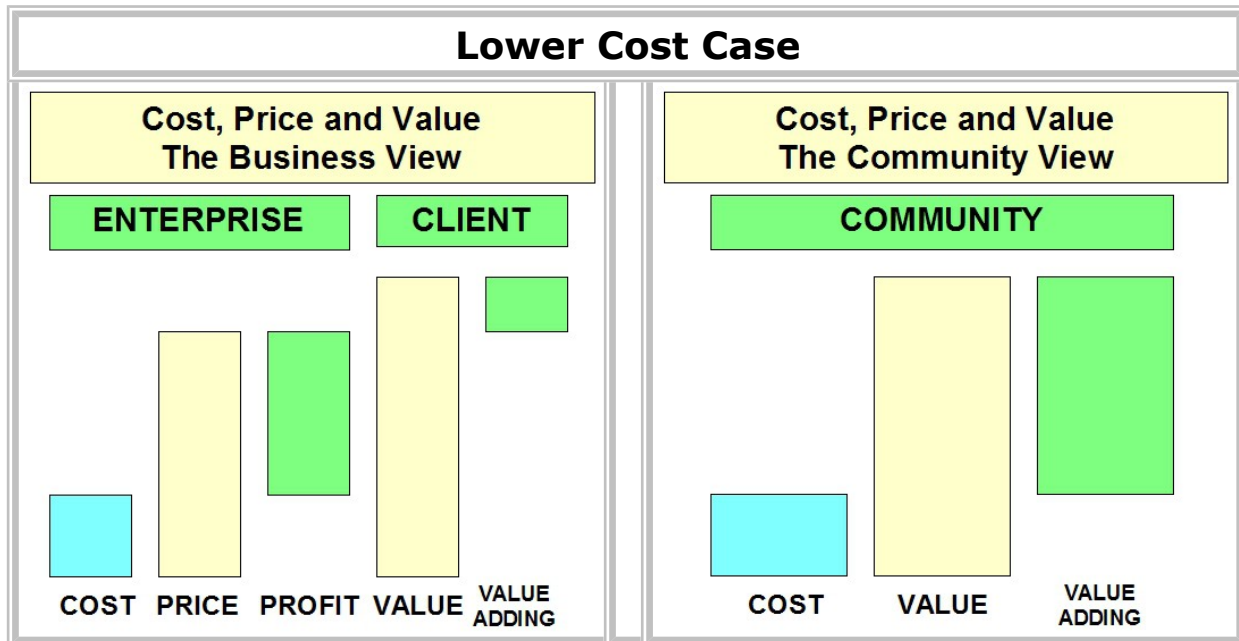 Lower Cost Case
Cost, Price and Value
The Business View
ENTERPRISE
CLIENT
COST
PRICE
PROFIT
VALUE
VALUE
ADDING
Cost, Price and Value
The Community View
COMMUNITY
COST
VALUE
VALUE
ADDING